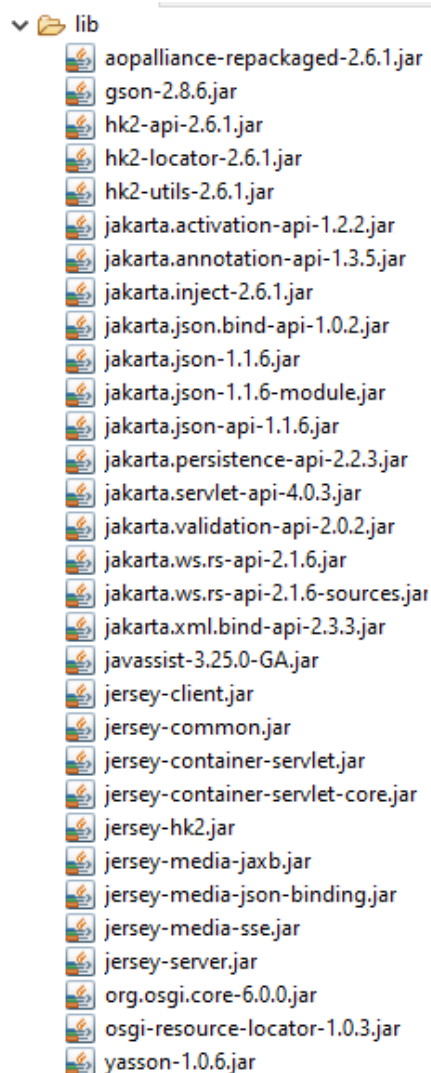 lib
aopalliance-repackaged-2.6.1.jar
gson-2.8.6.jar
hk2-api-2.6.1.jar
hk2-locator-2.6.1.jar
hk2-utils-2.6.1.jar
jakarta.activation-api-1.2.2.jar
jakarta.annotation-api-1.3.5.jar
jakarta.inject-2.6.1.jar
jakarta.json.bind-api-1.0.2.jar
jakarta.json-1.1.6.jar
jakarta.json-1.1.6-module.jar
jakarta.json-api-1.1.6.jar
jakarta.persistence-api-2.2.3.jar
jakarta.servlet-api-4.0.3.jar
jakarta.validation-api-2.0.2.jar
jakarta.ws.rs-api-2.1.6.jar
jakarta.ws.rs-api-2.1.6-sources.jar
jakarta.xml.bind-api-2.3.3.jar
javassist-3.25.0-GA.jar
jersey-client.jar
jersey-common.jar
jersey-container-servlet.jar
jersey-container-servlet-core.jar
jersey-hk2.jar
jersey-media-jaxb.jar
jersey-media-json-binding.jar
jersey-media-sse.jar
jersey-server.jar
org.osgi.core-6.0.0.jar
osgi-resource-locator-1.0.3.jar
yasson-1.0.6.jar